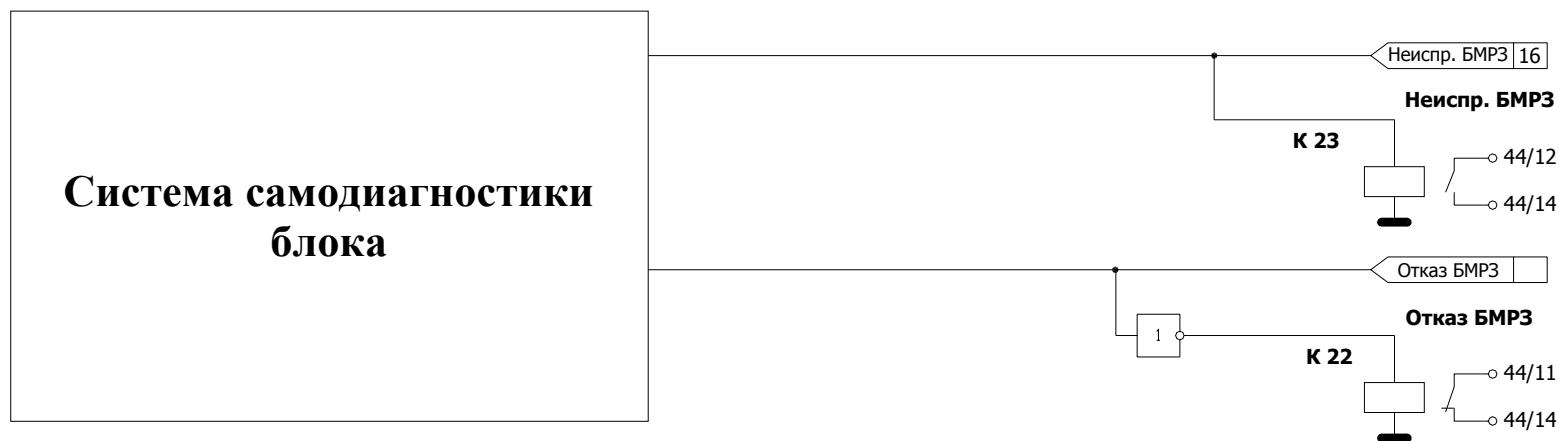 Система самодиагностики
блока
Неиспр. БМРЗ 16
Неиспр. БМРЗ
К 23
44/12
44/14
Отказ БМРЗ
Отказ БМРЗ
1
К 22
44/11
44/14